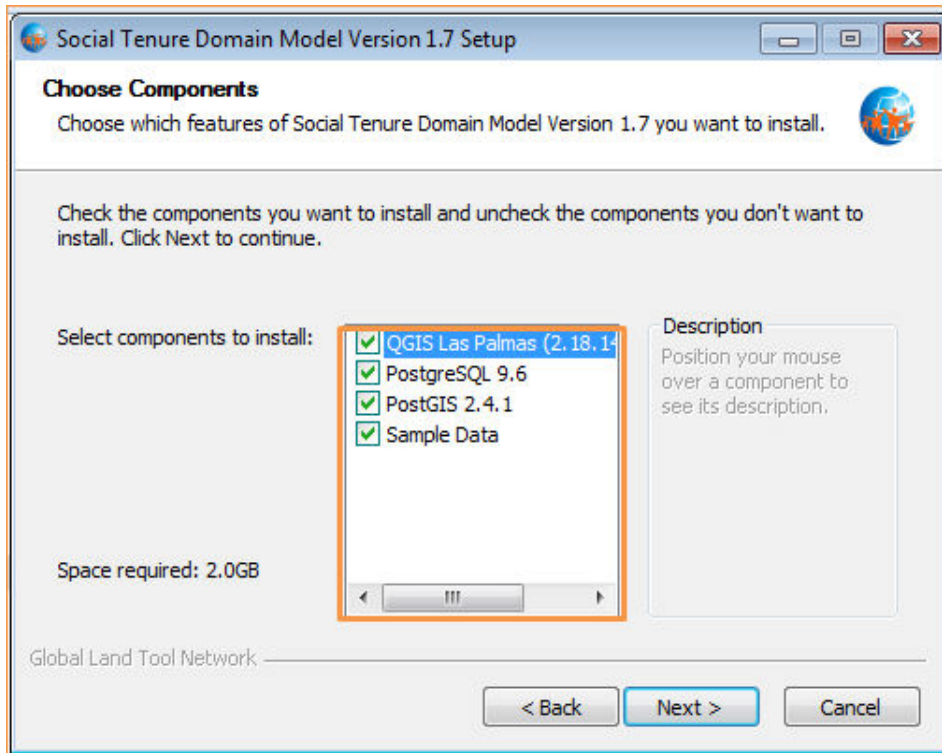 Social Tenure Domain Model Version 1.7 Setup
Choose Components
Choose which features of Social Tenure Domain Model Version 1.7 you want to install.
Check the components you want to install and uncheck the components you don't want to
install. Click Next to continue.
Select components to install:
QGIS Las Palmas (2.18.14
PostgreSQL 9.6
PostGIS 2.4.1
Sample Data
Description
Position your mouse
over a component to
see its description.
Space required: 2.0GB
Global Land Tool Network
< Back
Next >
Cancel